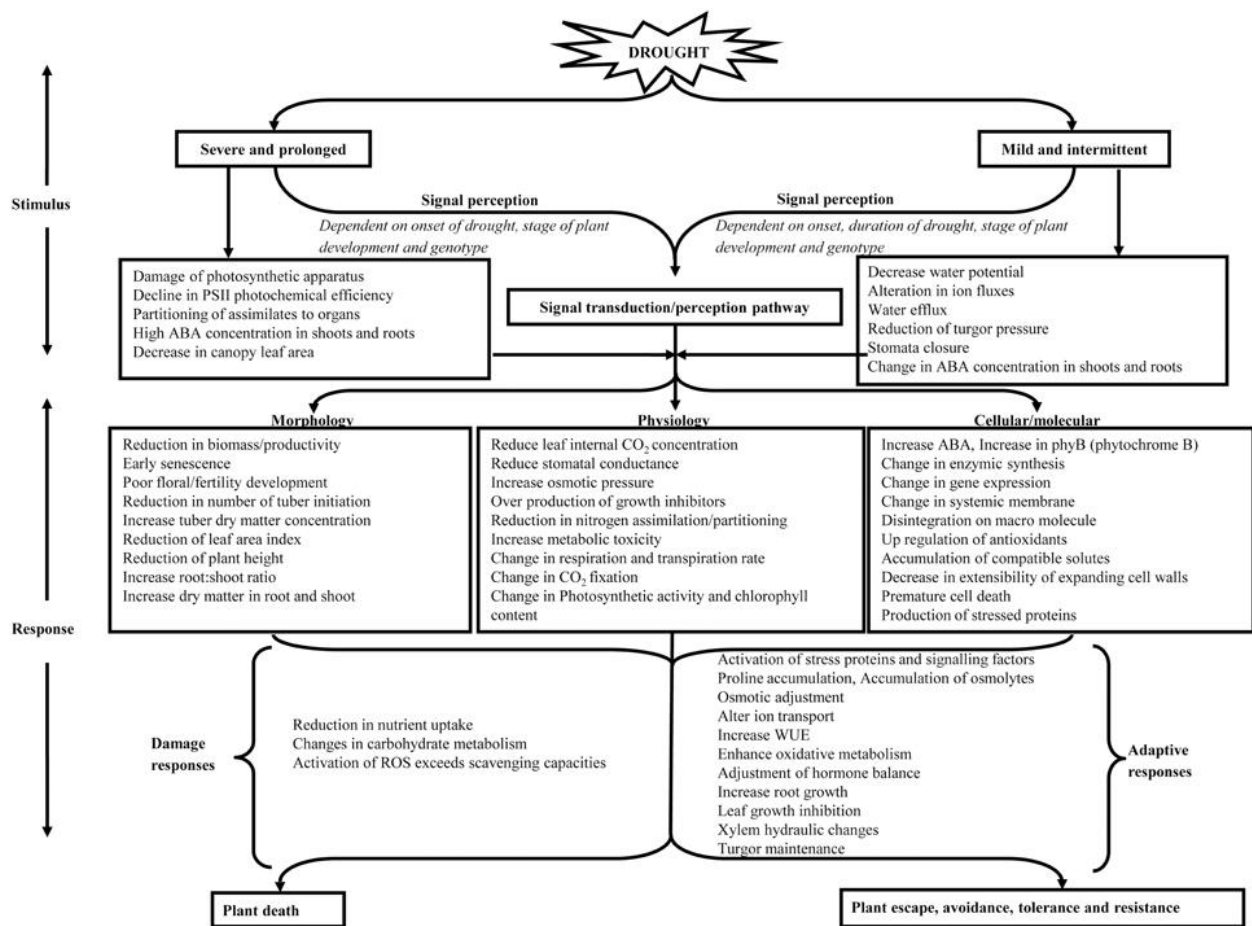 DROUGHT
Severe and prolonged
Mild and intermittent
Stimulus
Signal perception
Dependent on onset of drought, stage of plant
development and genotype
Signal perception
Dependent on onset, duration of drought, stage of plant
development and genotype
Damage of photosynthetic apparatus
Decline in PSII photochemical efficiency
Partitioning of assimilates to organs
High ABA concentration in shoots and roots
Decrease in canopy leaf area
Signal transduction/perception pathway
Decrease water potential
Alteration in ion fluxes
Water efflux
Reduction of turgor pressure
Stomata closure
Change in ABA concentration in shoots and roots
Response
Morphology
Reduction in biomass/productivity
Early senescence
Poor floral/fertility development
Reduction in number of tuber initiation
Increase tuber dry matter concentration
Reduction of leaf area index
Reduction of plant height
Increase root:shoot ratio
Increase dry matter in root and shoot
Physiology
Reduce leaf internal CO₂ concentration
Reduce stomatal conductance
Increase osmotic pressure
Over production of growth inhibitors
Reduction in nitrogen assimilation/partitioning
Increase metabolic toxicity
Change in respiration and transpiration rate
Change in CO₂ fixation
Change in Photosynthetic activity and chlorophyll
content
Cellular/molecular
Increase ABA, Increase in phyB (phytochrome B)
Change in enzymic synthesis
Change in gene expression
Change in systemic membrane
Disintegration on macro molecule
Up regulation of antioxidants
Accumulation of compatible solutes
Decrease in extensibility of expanding cell walls
Premature cell death
Production of stressed proteins
Damage
responses
Reduction in nutrient uptake
Changes in carbohydrate metabolism
Activation of ROS exceeds scavenging capacities
Activation of stress proteins and signalling factors
Proline accumulation, Accumulation of osmolytes
Osmotic adjustment
Alter ion transport
Increase WUE
Enhance oxidative metabolism
Adjustment of hormone balance
Increase root growth
Leaf growth inhibition
Xylem hydraulic changes
Turgor maintenance
Adaptive
responses
Plant death
Plant escape, avoidance, tolerance and resistance